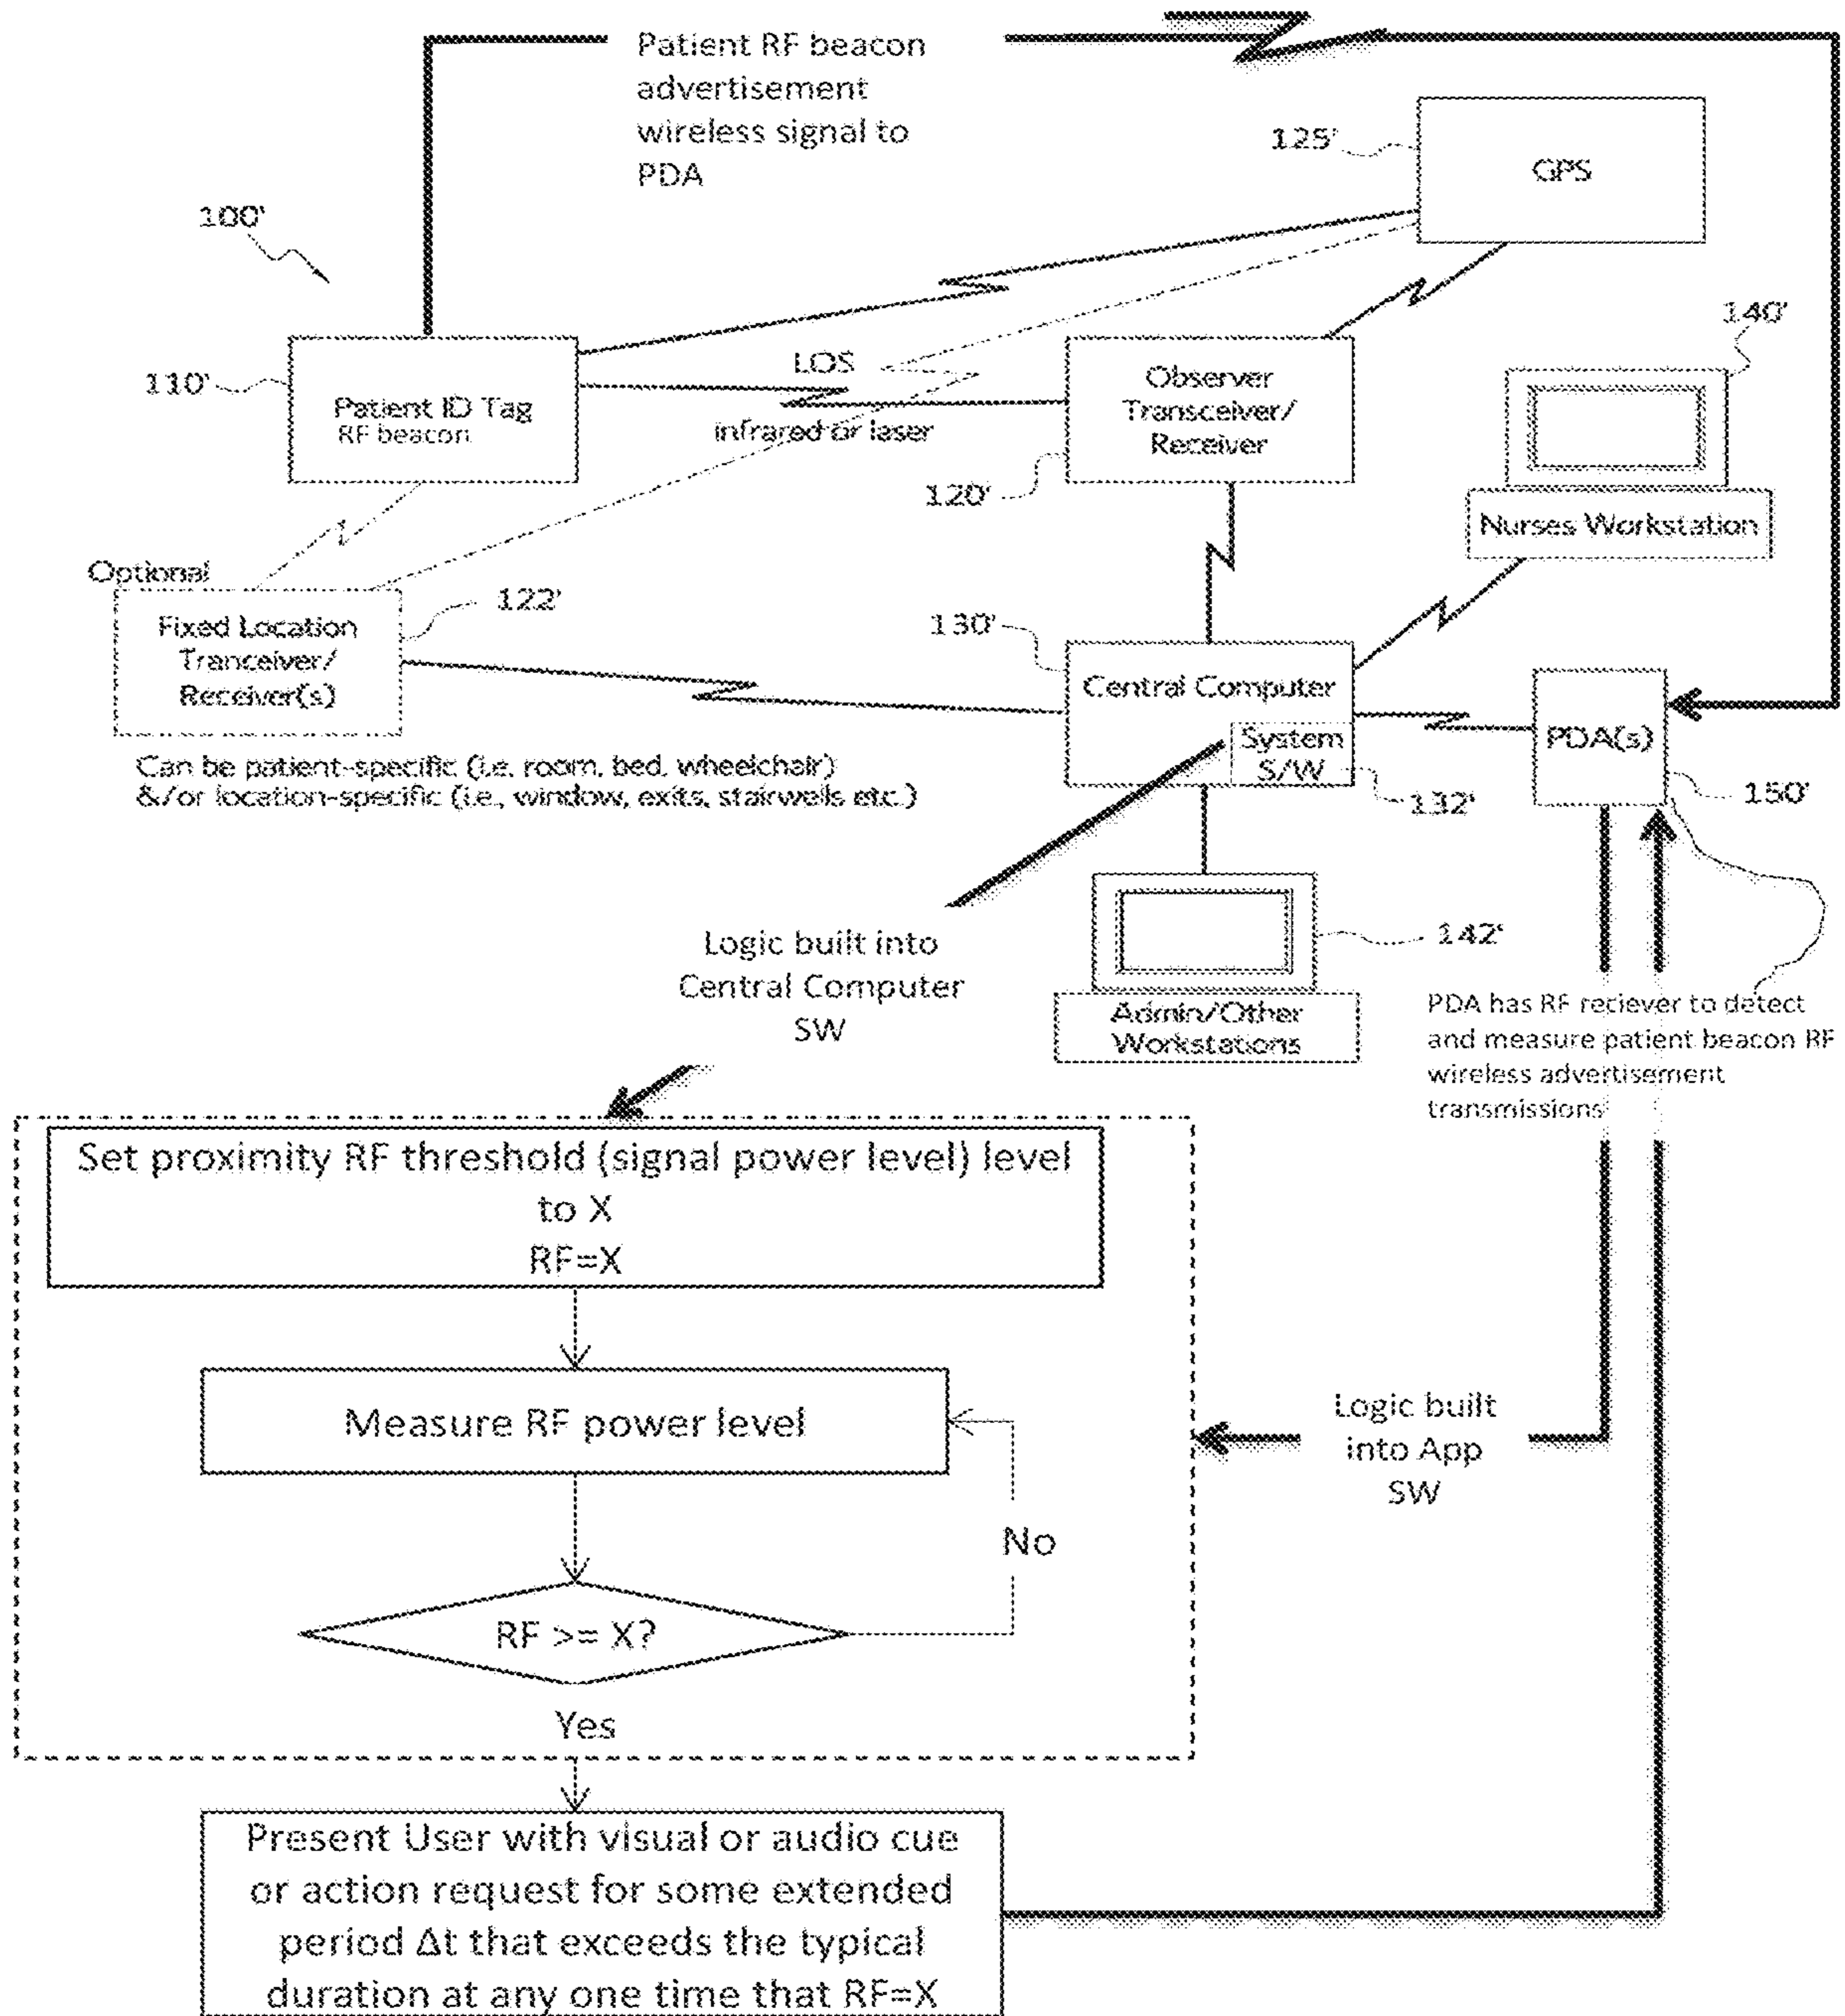 Patient RF beacon
advertisement
wireless signal to
PDA
125'
GPS
100'
140'
110'
Patient ID Tag
RF beacon
LOS
infrared or laser
Observer
Transceiver/
Receiver
120'
Nurses Workstation
Optional
Fixed Location
Tranceiver/
Receiver(s)
122'
130'
Central Computer
System
S/W
132'
PDA(s)
150'
Can be patient-specific (i.e. room, bed, wheelchair)
&/or location-specific (i.e., window, exits, stairwells etc.)
Logic built into
Central Computer
SW
142'
Admin/Other
Workstations
PDA has RF reciever to detect
and measure patient beacon RF
wireless advertisement
transmissions
Set proximity RF threshold (signal power level) level
to X
RF=X
Measure RF power level
No
RF >= X?
Yes
Logic built
into App
SW
Present User with visual or audio cue
or action request for some extended
period Δt that exceeds the typical
duration at any one time that RF=X